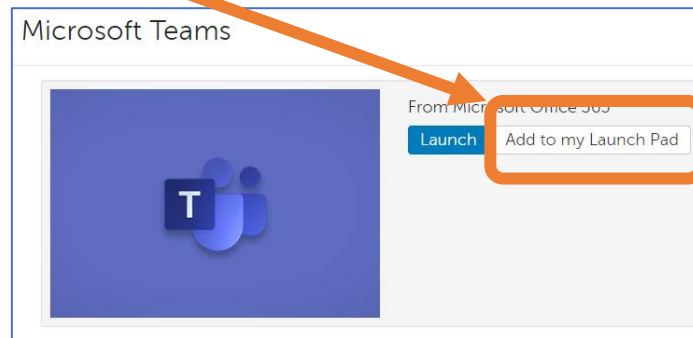 Microsoft Teams
From Microsoft Office 365
Launch
Add to my Launch Pad
T